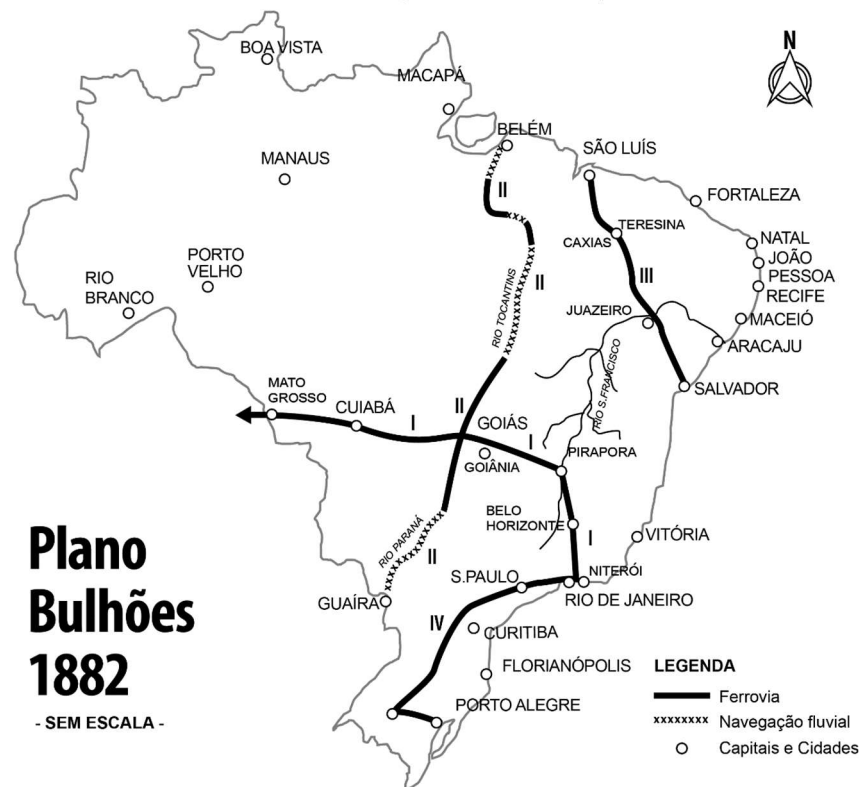 BOA VISTA
N
MACAPÁ
BELÉM
SÃO LUÍS
MANAUS
II
FORTALEZA
TERESINA
CAXIAS
NATAL
JOÃO
PESSOA
PORTO
VELHO
RIO
BRANCO
II
III
RECIFE
JUAZEIRO
MACEIÓ
RIO TOCANTINS
ARACAJU
RIO S.FRANCISCO
SALVADOR
MATO
GROSSO
CUIABÁ
I
II
GOIÁS
I
GOIÂNIA
PIRAPORA
BELO
HORIZONTE
RIO PARANÁ
I
VITÓRIA
II
S.PAULO
NITERÓI
GUAÍRA
RIO DE JANEIRO
IV
CURITIBA
FLORIANÓPOLIS
PORTO ALEGRE
Plano
Bulhões
1882
- SEM ESCALA -
LEGENDA
Ferrovia
Navegação fluvial
Capitais e Cidades